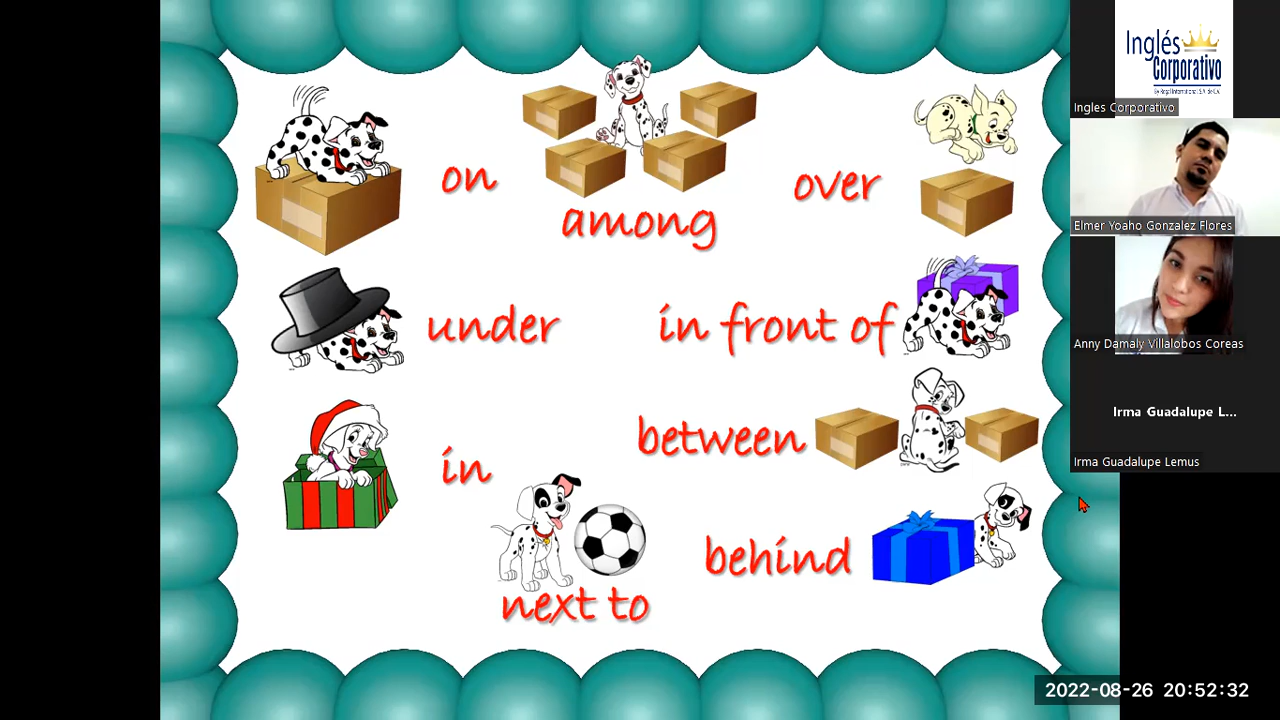 on
among
over
under
in front of
in
between
next to
behind
Inglés
Corporativo
Ingles Corporativo
Elmer Yoaho Gonzalez Flores
Anny Damaly Villalobos Coreas
Irma Guadalupe L...
Irma Guadalupe Lemus
2022-08-26 20:52:32